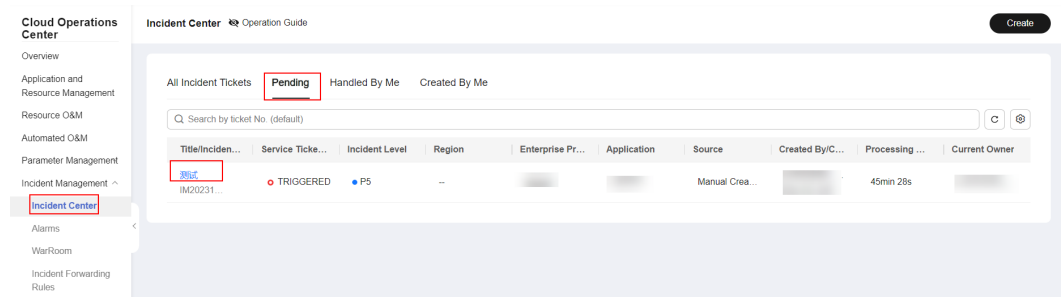 Cloud Operations
Center
Incident Center Operation Guide
Create
Overview
Application and
Resource Management
Resource O&M
Automated O&M
Parameter Management
Incident Management
Incident Center
Alarms
WarRoom
Incident Forwarding
Rules
All Incident Tickets Pending Handled By Me Created By Me
Search by ticket No. (default)
Title/Inciden... Service Ticke... Incident Level Region Enterprise Pr... Application Source Created By/C... Processing ... Current Owner
测试
IM20231...
TRIGGERED P5 -- Manual Crea... 45min 28s